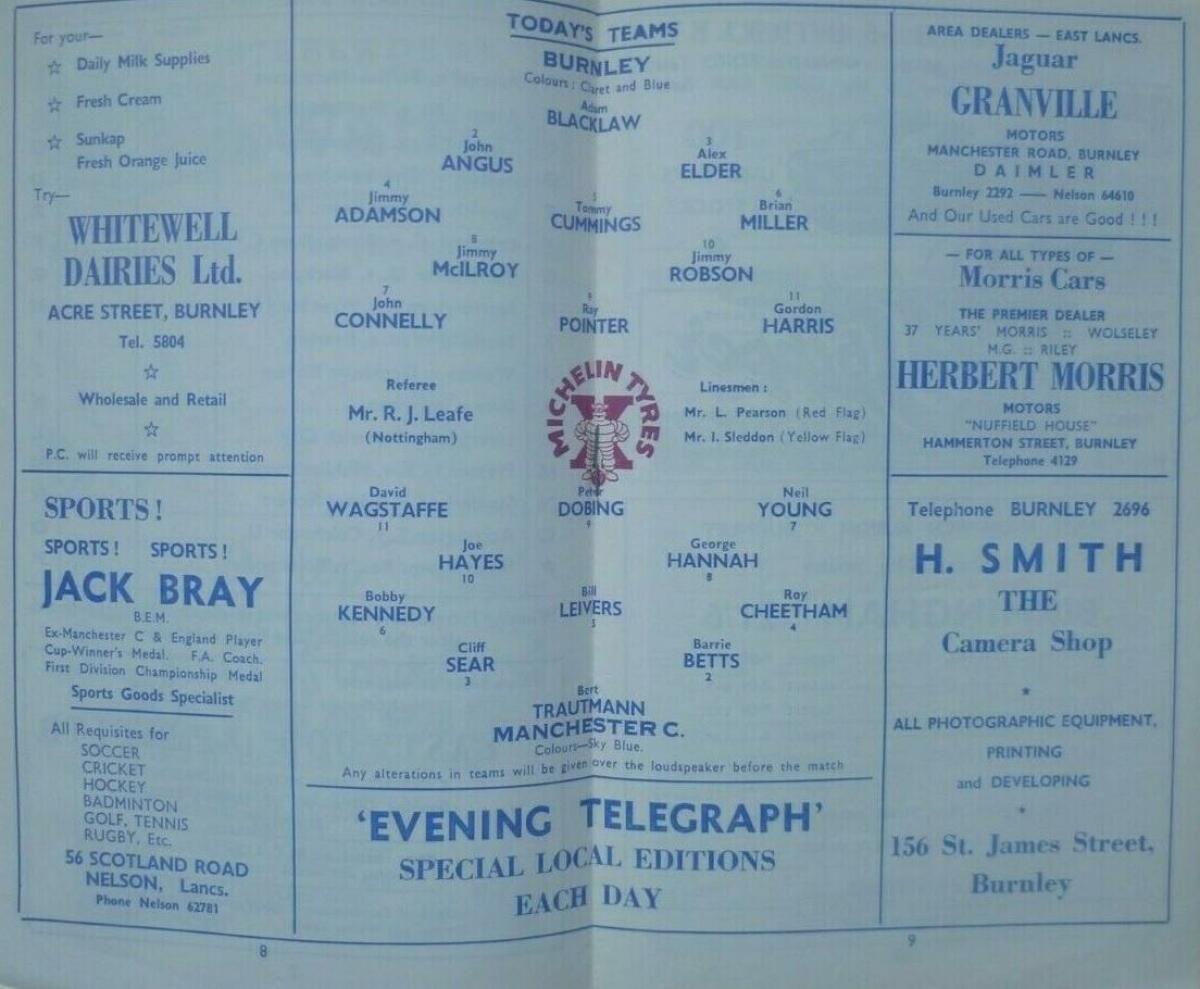 For your—
☆ Daily Milk Supplies
☆ Fresh Cream
☆ Sunkap
Fresh Orange Juice
Try—
WHITEWELL
DAIRIES Ltd.
ACRE STREET, BURNLEY
Tel. 5804
☆
Wholesale and Retail
☆
P.C. will receive prompt attention
SPORTS!
SPORTS! SPORTS!
JACK BRAY
B.E.M.
Ex-Manchester C & England Player
Cup-Winner's Medal. F.A. Coach.
First Division Championship Medal
Sports Goods Specialist
All Requisites for
SOCCER
CRICKET
HOCKEY
BADMINTON
GOLF, TENNIS
RUGBY, Etc.
56 SCOTLAND ROAD
NELSON, Lancs.
Phone Nelson 62781
8
TODAY'S TEAMS
BURNLEY
Colours: Claret and Blue
Adam
BLACKLAW
2 3
John Alex
ANGUS ELDER
4 5 6
Jimmy Tommy Brian
ADAMSON CUMMINGS MILLER
8 10
Jimmy Jimmy
McILROY ROBSON
7 9 11
John Ray Gordon
CONNELLY POINTER HARRIS
MICHELIN TYRES
X
Referee Linesmen:
Mr. R. J. Leafe Mr. L. Pearson (Red Flag)
(Nottingham) Mr. I. Sleddon (Yellow Flag)
David Peter Neil
WAGSTAFFE DOBING YOUNG
11 9 7
Joe George
HAYES HANNAH
10 8
Bobby Bill Roy
KENNEDY LEIVERS CHEETHAM
6 5 4
Cliff Barrie
SEAR BETTS
3 2
Bert
TRAUTMANN
MANCHESTER C.
Colours—Sky Blue.
Any alterations in teams will be given over the loudspeaker before the match
'EVENING TELEGRAPH'
SPECIAL LOCAL EDITIONS
EACH DAY
AREA DEALERS — EAST LANCS.
Jaguar
GRANVILLE
MOTORS
MANCHESTER ROAD, BURNLEY
DAIMLER
Burnley 2292 —— Nelson 64610
And Our Used Cars are Good ! ! !
— FOR ALL TYPES OF —
Morris Cars
THE PREMIER DEALER
37 YEARS' MORRIS :: WOLSELEY
M.G. :: RILEY
HERBERT MORRIS
MOTORS
"NUFFIELD HOUSE"
HAMMERTON STREET, BURNLEY
Telephone 4129
Telephone BURNLEY 2696
H. SMITH
THE
Camera Shop
*
ALL PHOTOGRAPHIC EQUIPMENT,
PRINTING
and DEVELOPING
*
156 St. James Street,
Burnley
9